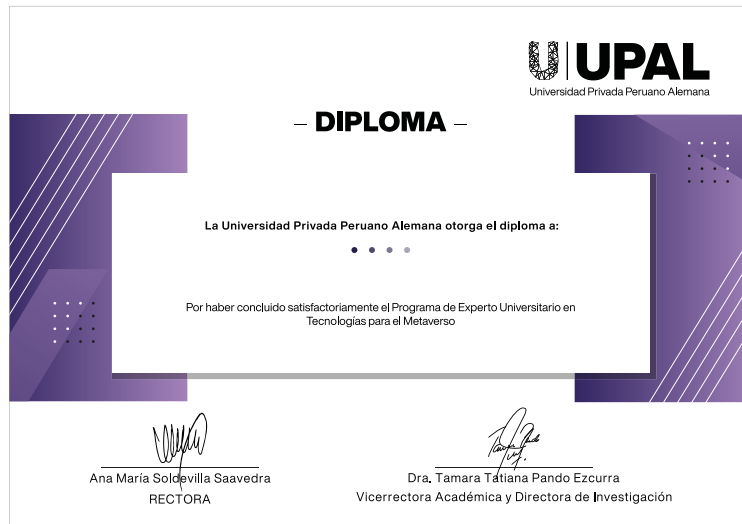 UPAL
Universidad Privada Peruano Alemana
– DIPLOMA –
La Universidad Privada Peruano Alemana otorga el diploma a:
Por haber concluido satisfactoriamente el Programa de Experto Universitario en
Tecnologías para el Metaverso
Ana María Soldevilla Saavedra
RECTORA
Dra. Tamara Tatiana Pando Ezcurra
Vicerrectora Académica y Directora de Investigación